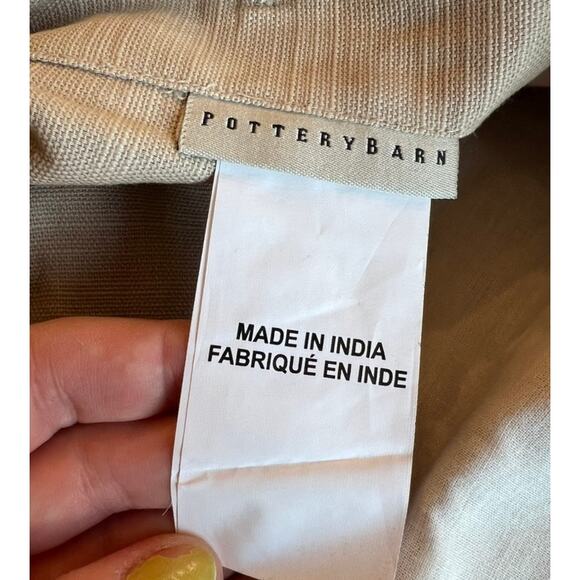 POTTERYBARN
MADE IN INDIA
FABRIQUÉ EN INDE